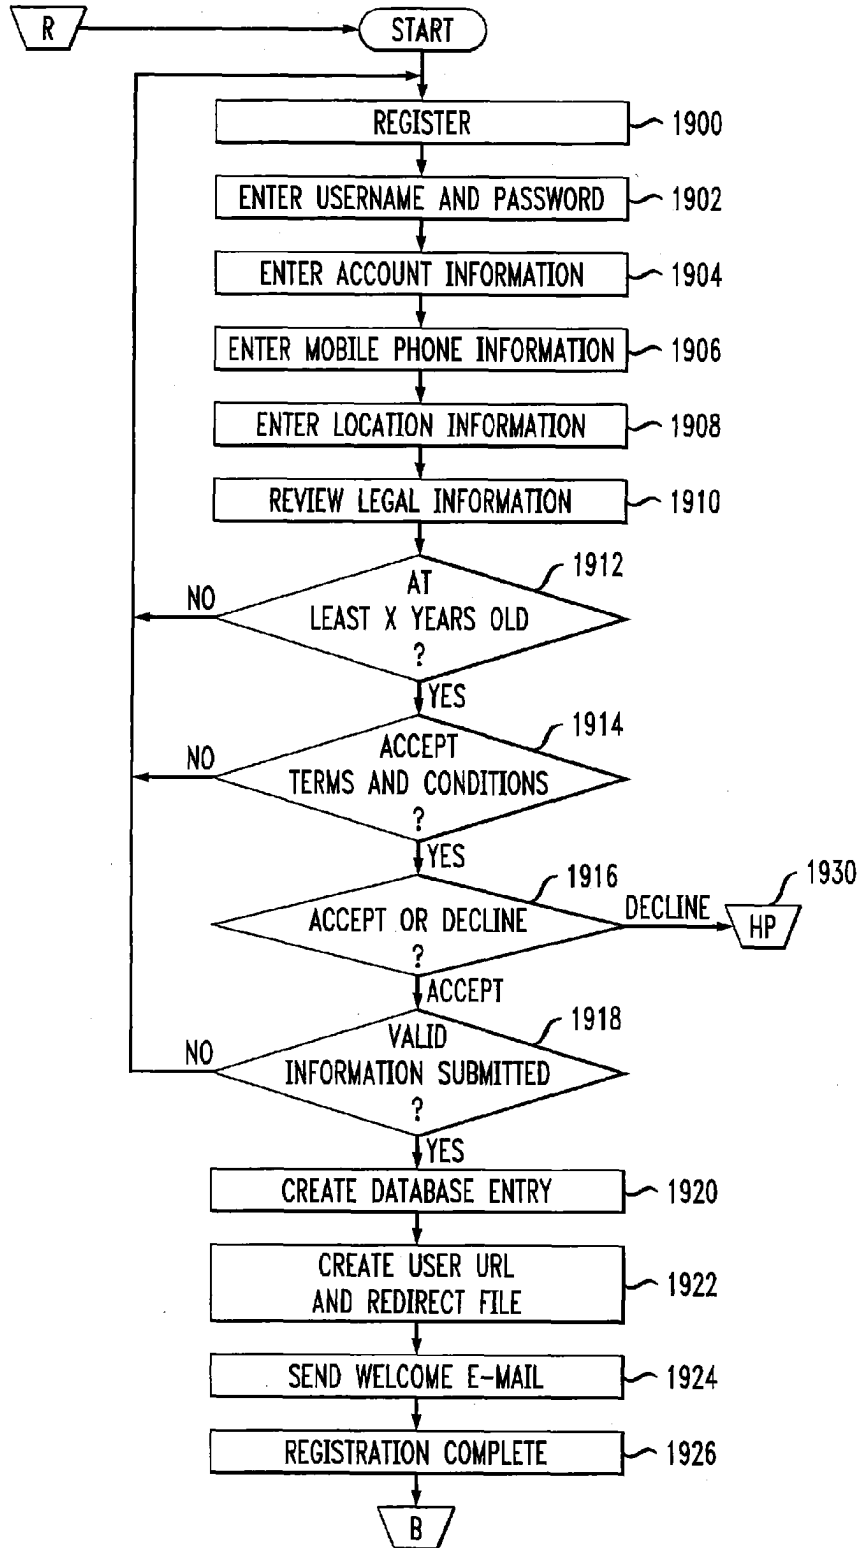 R
START
REGISTER
1900
ENTER USERNAME AND PASSWORD
1902
ENTER ACCOUNT INFORMATION
1904
ENTER MOBILE PHONE INFORMATION
1906
ENTER LOCATION INFORMATION
1908
REVIEW LEGAL INFORMATION
1910
1912
AT
NO
LEAST X YEARS OLD
?
YES
1914
ACCEPT
NO
TERMS AND CONDITIONS
?
YES
1916
1930
ACCEPT OR DECLINE
DECLINE
HP
?
ACCEPT
1918
VALID
NO
INFORMATION SUBMITTED
?
YES
CREATE DATABASE ENTRY
1920
CREATE USER URL
AND REDIRECT FILE
1922
SEND WELCOME E-MAIL
1924
REGISTRATION COMPLETE
1926
B